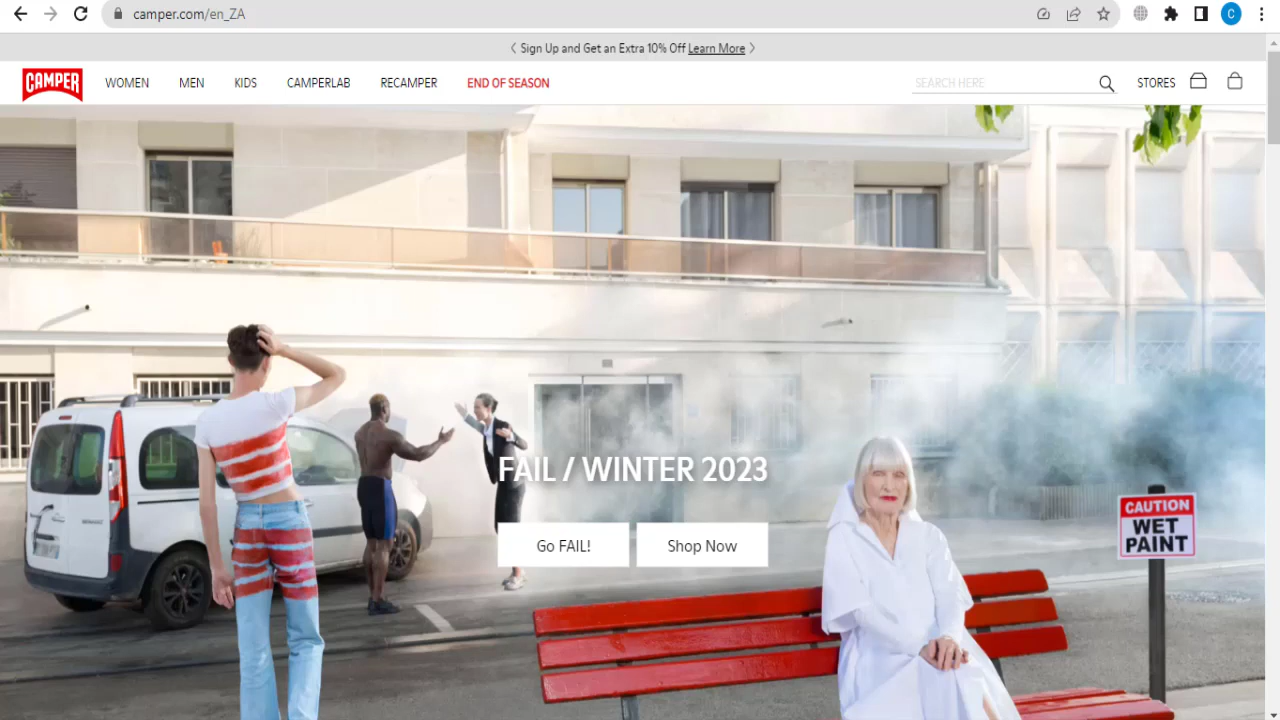 camper.com/en_ZA
C
Sign Up and Get an Extra 10% Off Learn More
CAMPER
WOMEN
MEN
KIDS
CAMPERLAB
RECAMPER
END OF SEASON
SEARCH HERE
STORES
FAIL / WINTER 2023
Go FAIL!
Shop Now
CAUTION
WET
PAINT